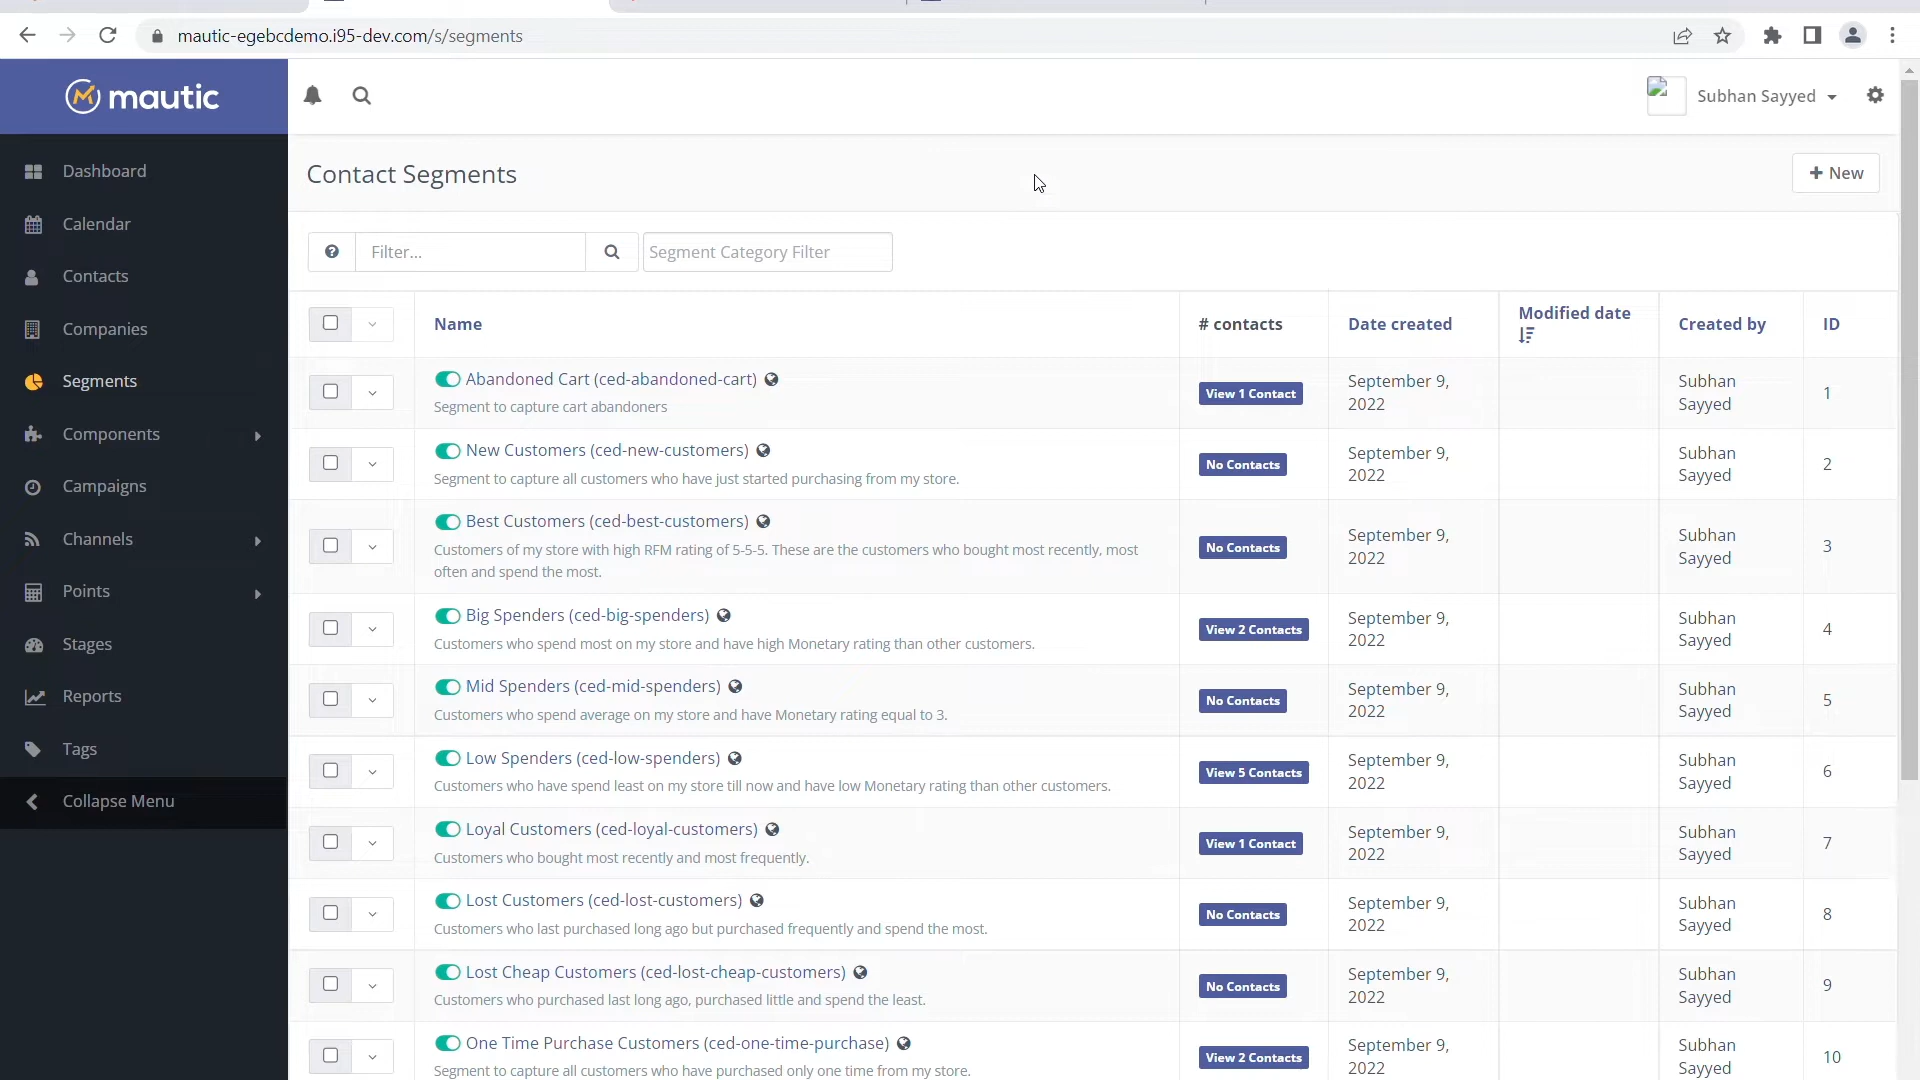 mautic-egebcdemo.i95-dev.com/s/segments
mautic
Subhan Sayyed
Dashboard
Calendar
Contacts
Companies
Segments
Components
Campaigns
Channels
Points
Stages
Reports
Tags
Collapse Menu
Contact Segments
+ New
Filter...
Segment Category Filter
Name
# contacts
Date created
Modified date
Created by
ID
Abandoned Cart (ced-abandoned-cart)
Segment to capture cart abandoners
View 1 Contact
September 9,
2022
Subhan
Sayyed
1
New Customers (ced-new-customers)
Segment to capture all customers who have just started purchasing from my store.
No Contacts
September 9,
2022
Subhan
Sayyed
2
Best Customers (ced-best-customers)
Customers of my store with high RFM rating of 5-5-5. These are the customers who bought most recently, most
often and spend the most.
No Contacts
September 9,
2022
Subhan
Sayyed
3
Big Spenders (ced-big-spenders)
Customers who spend most on my store and have high Monetary rating than other customers.
View 2 Contacts
September 9,
2022
Subhan
Sayyed
4
Mid Spenders (ced-mid-spenders)
Customers who spend average on my store and have Monetary rating equal to 3.
No Contacts
September 9,
2022
Subhan
Sayyed
5
Low Spenders (ced-low-spenders)
Customers who have spend least on my store till now and have low Monetary rating than other customers.
View 5 Contacts
September 9,
2022
Subhan
Sayyed
6
Loyal Customers (ced-loyal-customers)
Customers who bought most recently and most frequently.
View 1 Contact
September 9,
2022
Subhan
Sayyed
7
Lost Customers (ced-lost-customers)
Customers who last purchased long ago but purchased frequently and spend the most.
No Contacts
September 9,
2022
Subhan
Sayyed
8
Lost Cheap Customers (ced-lost-cheap-customers)
Customers who purchased last long ago, purchased little and spend the least.
No Contacts
September 9,
2022
Subhan
Sayyed
9
One Time Purchase Customers (ced-one-time-purchase)
Segment to capture all customers who have purchased only one time from my store.
View 2 Contacts
September 9,
2022
Subhan
Sayyed
10